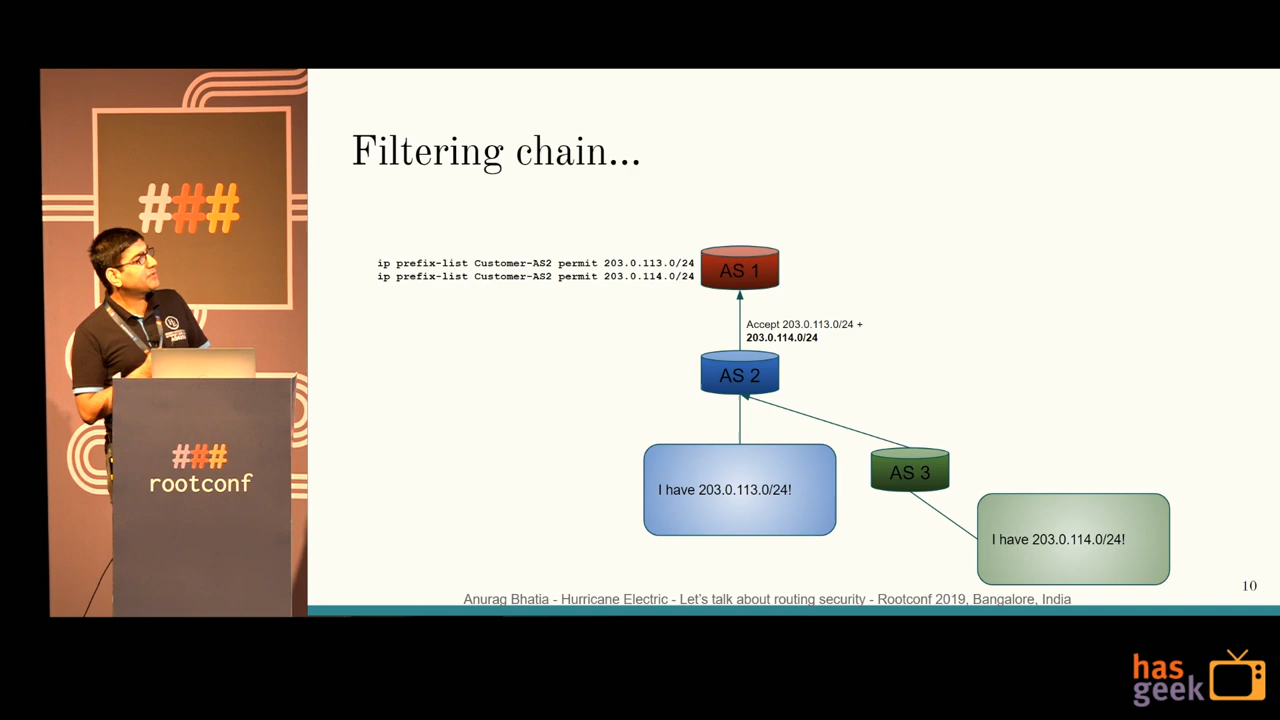 ###
###
rootconf
Filtering chain...
ip prefix-list Customer-AS2 permit 203.0.113.0/24
ip prefix-list Customer-AS2 permit 203.0.114.0/24
AS 1
Accept 203.0.113.0/24 +
203.0.114.0/24
AS 2
I have 203.0.113.0/24!
AS 3
I have 203.0.114.0/24!
10
Anurag Bhatia - Hurricane Electric - Let's talk about routing security - Rootconf 2019, Bangalore, India
has
geek